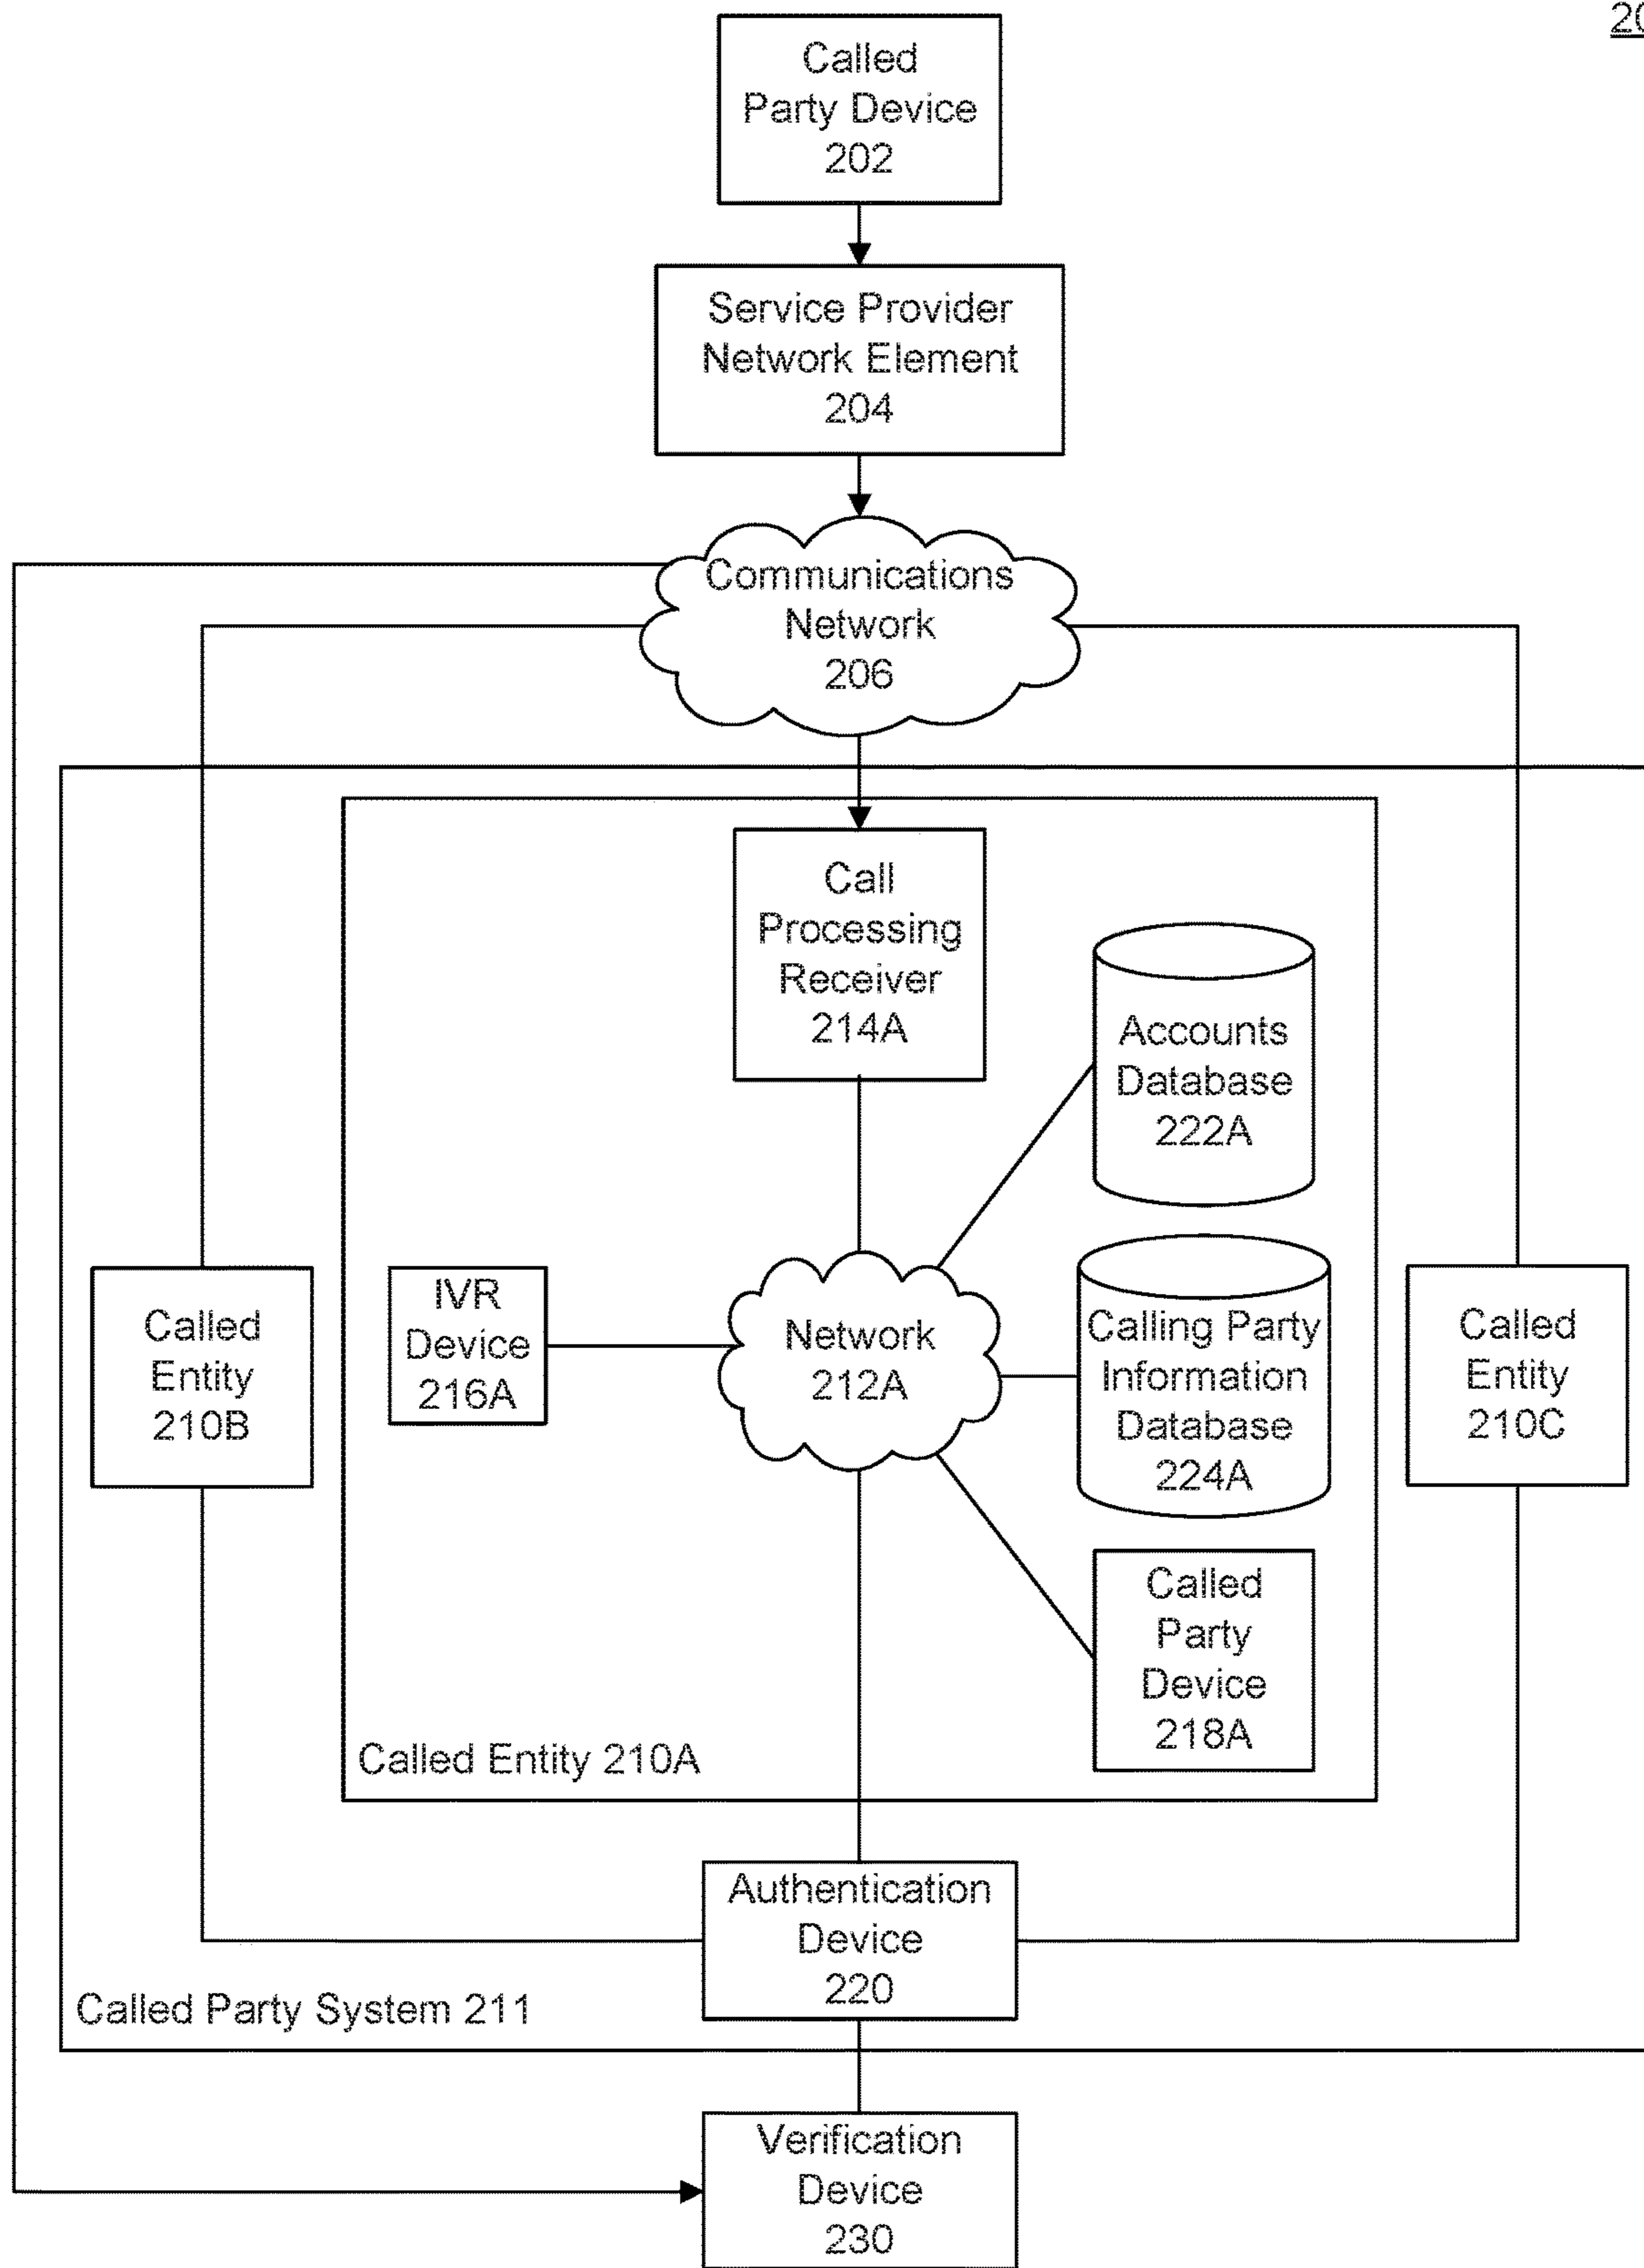 20
Called
Party Device
202
Service Provider
Network Element
204
Communications
Network
206
Call
Processing
Receiver
214A
Accounts
Database
222A
IVR
Device
216A
Network
212A
Calling Party
Information
Database
224A
Called
Entity
210B
Called
Entity
210C
Called
Party
Device
218A
Called Entity 210A
Authentication
Device
220
Called Party System 211
Verification
Device
230